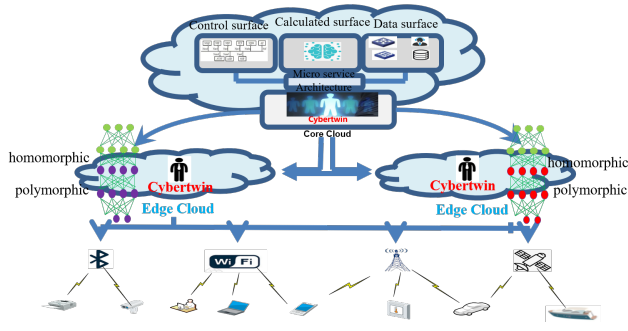 Control surface
Calculated surface
Data surface
Micro service
Architecture
Cybertwin
Core Cloud
homomorphic
polymorphic
Cybertwin
Edge Cloud
homomorphic
polymorphic
Cybertwin
Edge Cloud
Wi Fi